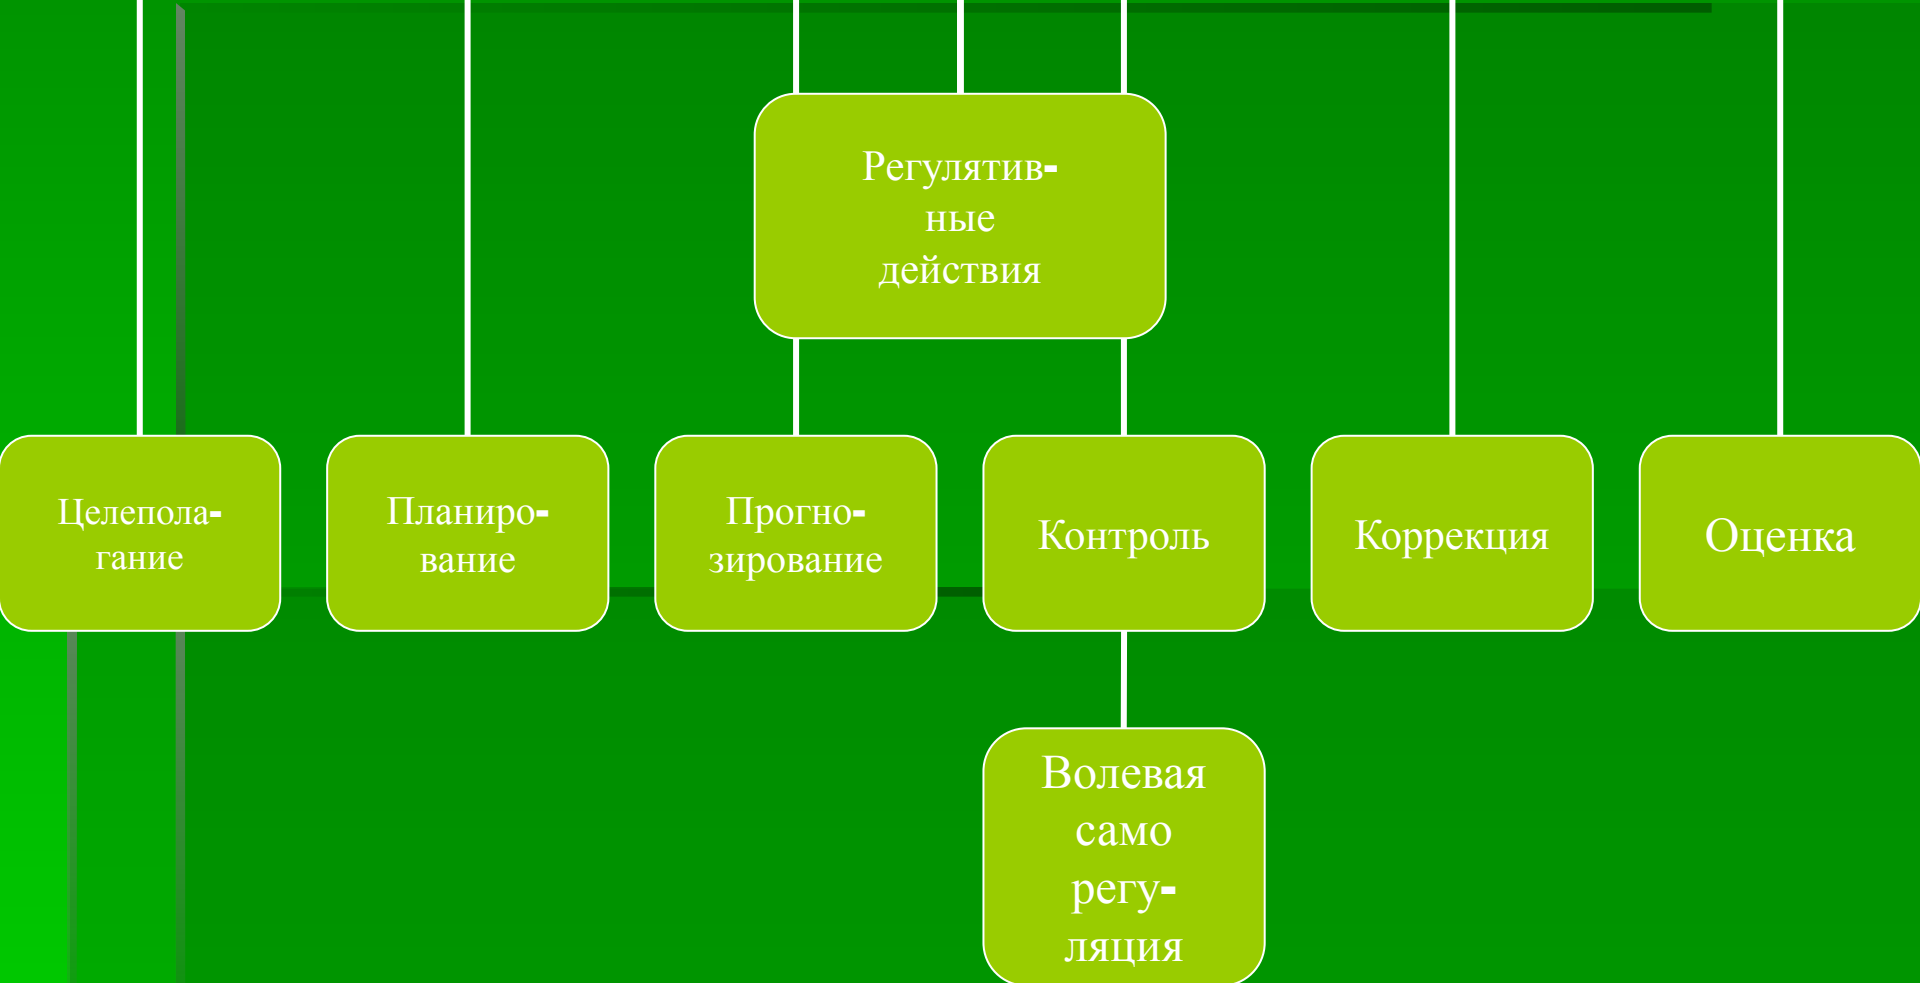 Регулятив-
ные
действия
Целепола-
гание
Планиро-
вание
Прогно-
зирование
Контроль
Коррекция
Оценка
Волевая
само
регу-
ляция